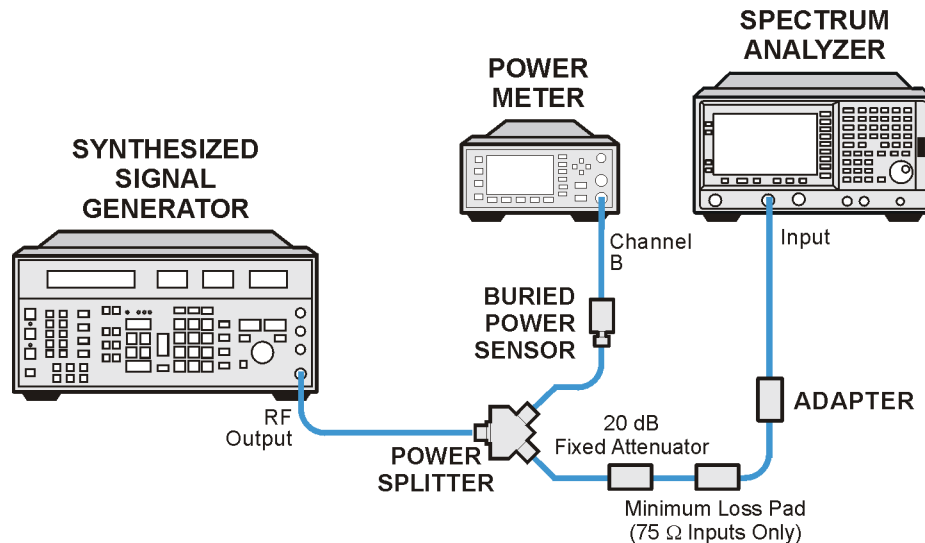 SPECTRUM
ANALYZER
POWER
METER
SYNTHESIZED
SIGNAL
GENERATOR
Channel
B
Input
BURIED
POWER
SENSOR
RF
Output
POWER
SPLITTER
20 dB
Fixed Attenuator
ADAPTER
Minimum Loss Pad
(75 Ω Inputs Only)